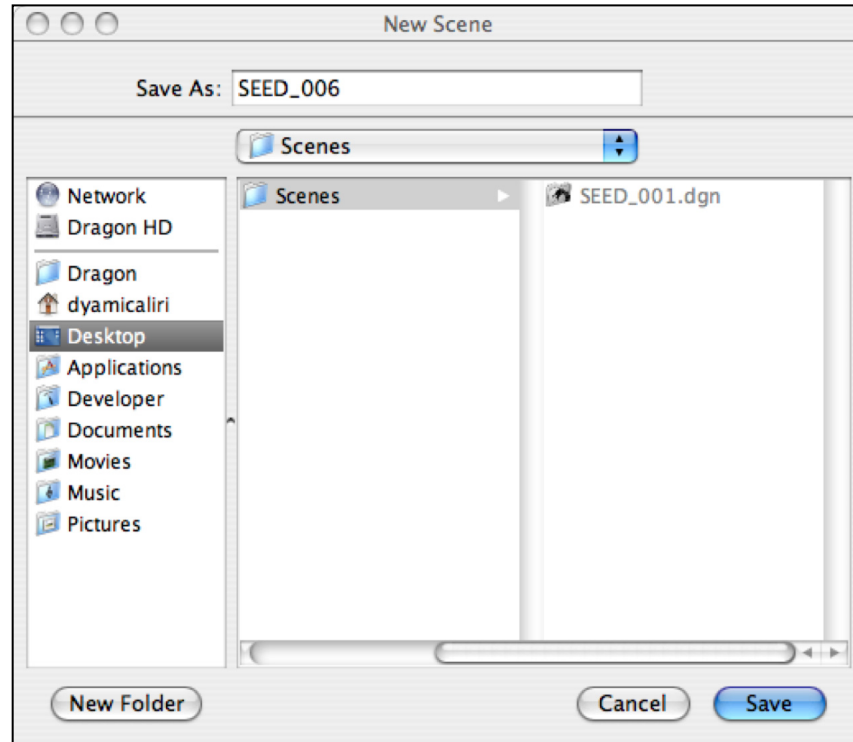 New Scene
Save As: SEED_006
Scenes
Network
Dragon HD
Dragon
dyamicaliri
Desktop
Applications
Developer
Documents
Movies
Music
Pictures
Scenes
SEED_001.dgn
New Folder
Cancel
Save